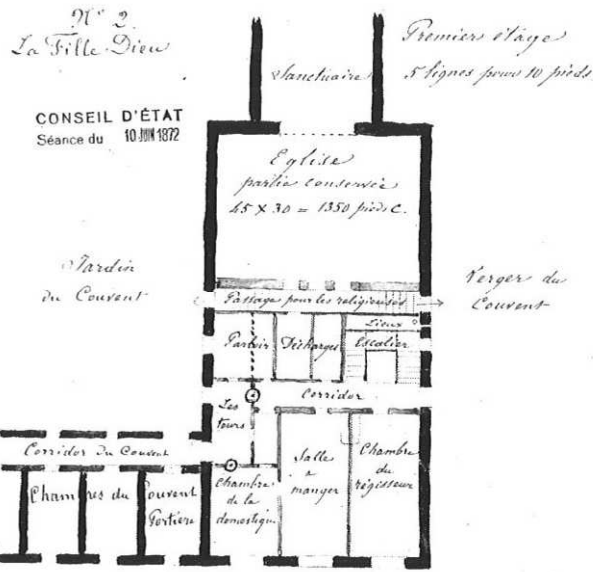 N° 2
La Fille Dieu
Premier étage
5 lignes pour 10 pieds
Sanctuaire
CONSEIL D'ÉTAT
Séance du 10 JUIN 1872
Eglise
partie conservée
45 X 30 = 1350 pieds C.
Jardin
du Couvent
Verger du
Couvent
Passage pour les religieuses
Lieux
Parloir
Décharges
Escalier
Les
tours
Corridor
Corridor du Couvent
Salle
à
manger
Chambre
du
régisseur
Chambres du Couvent
Portière
Chambre
de la
domestique